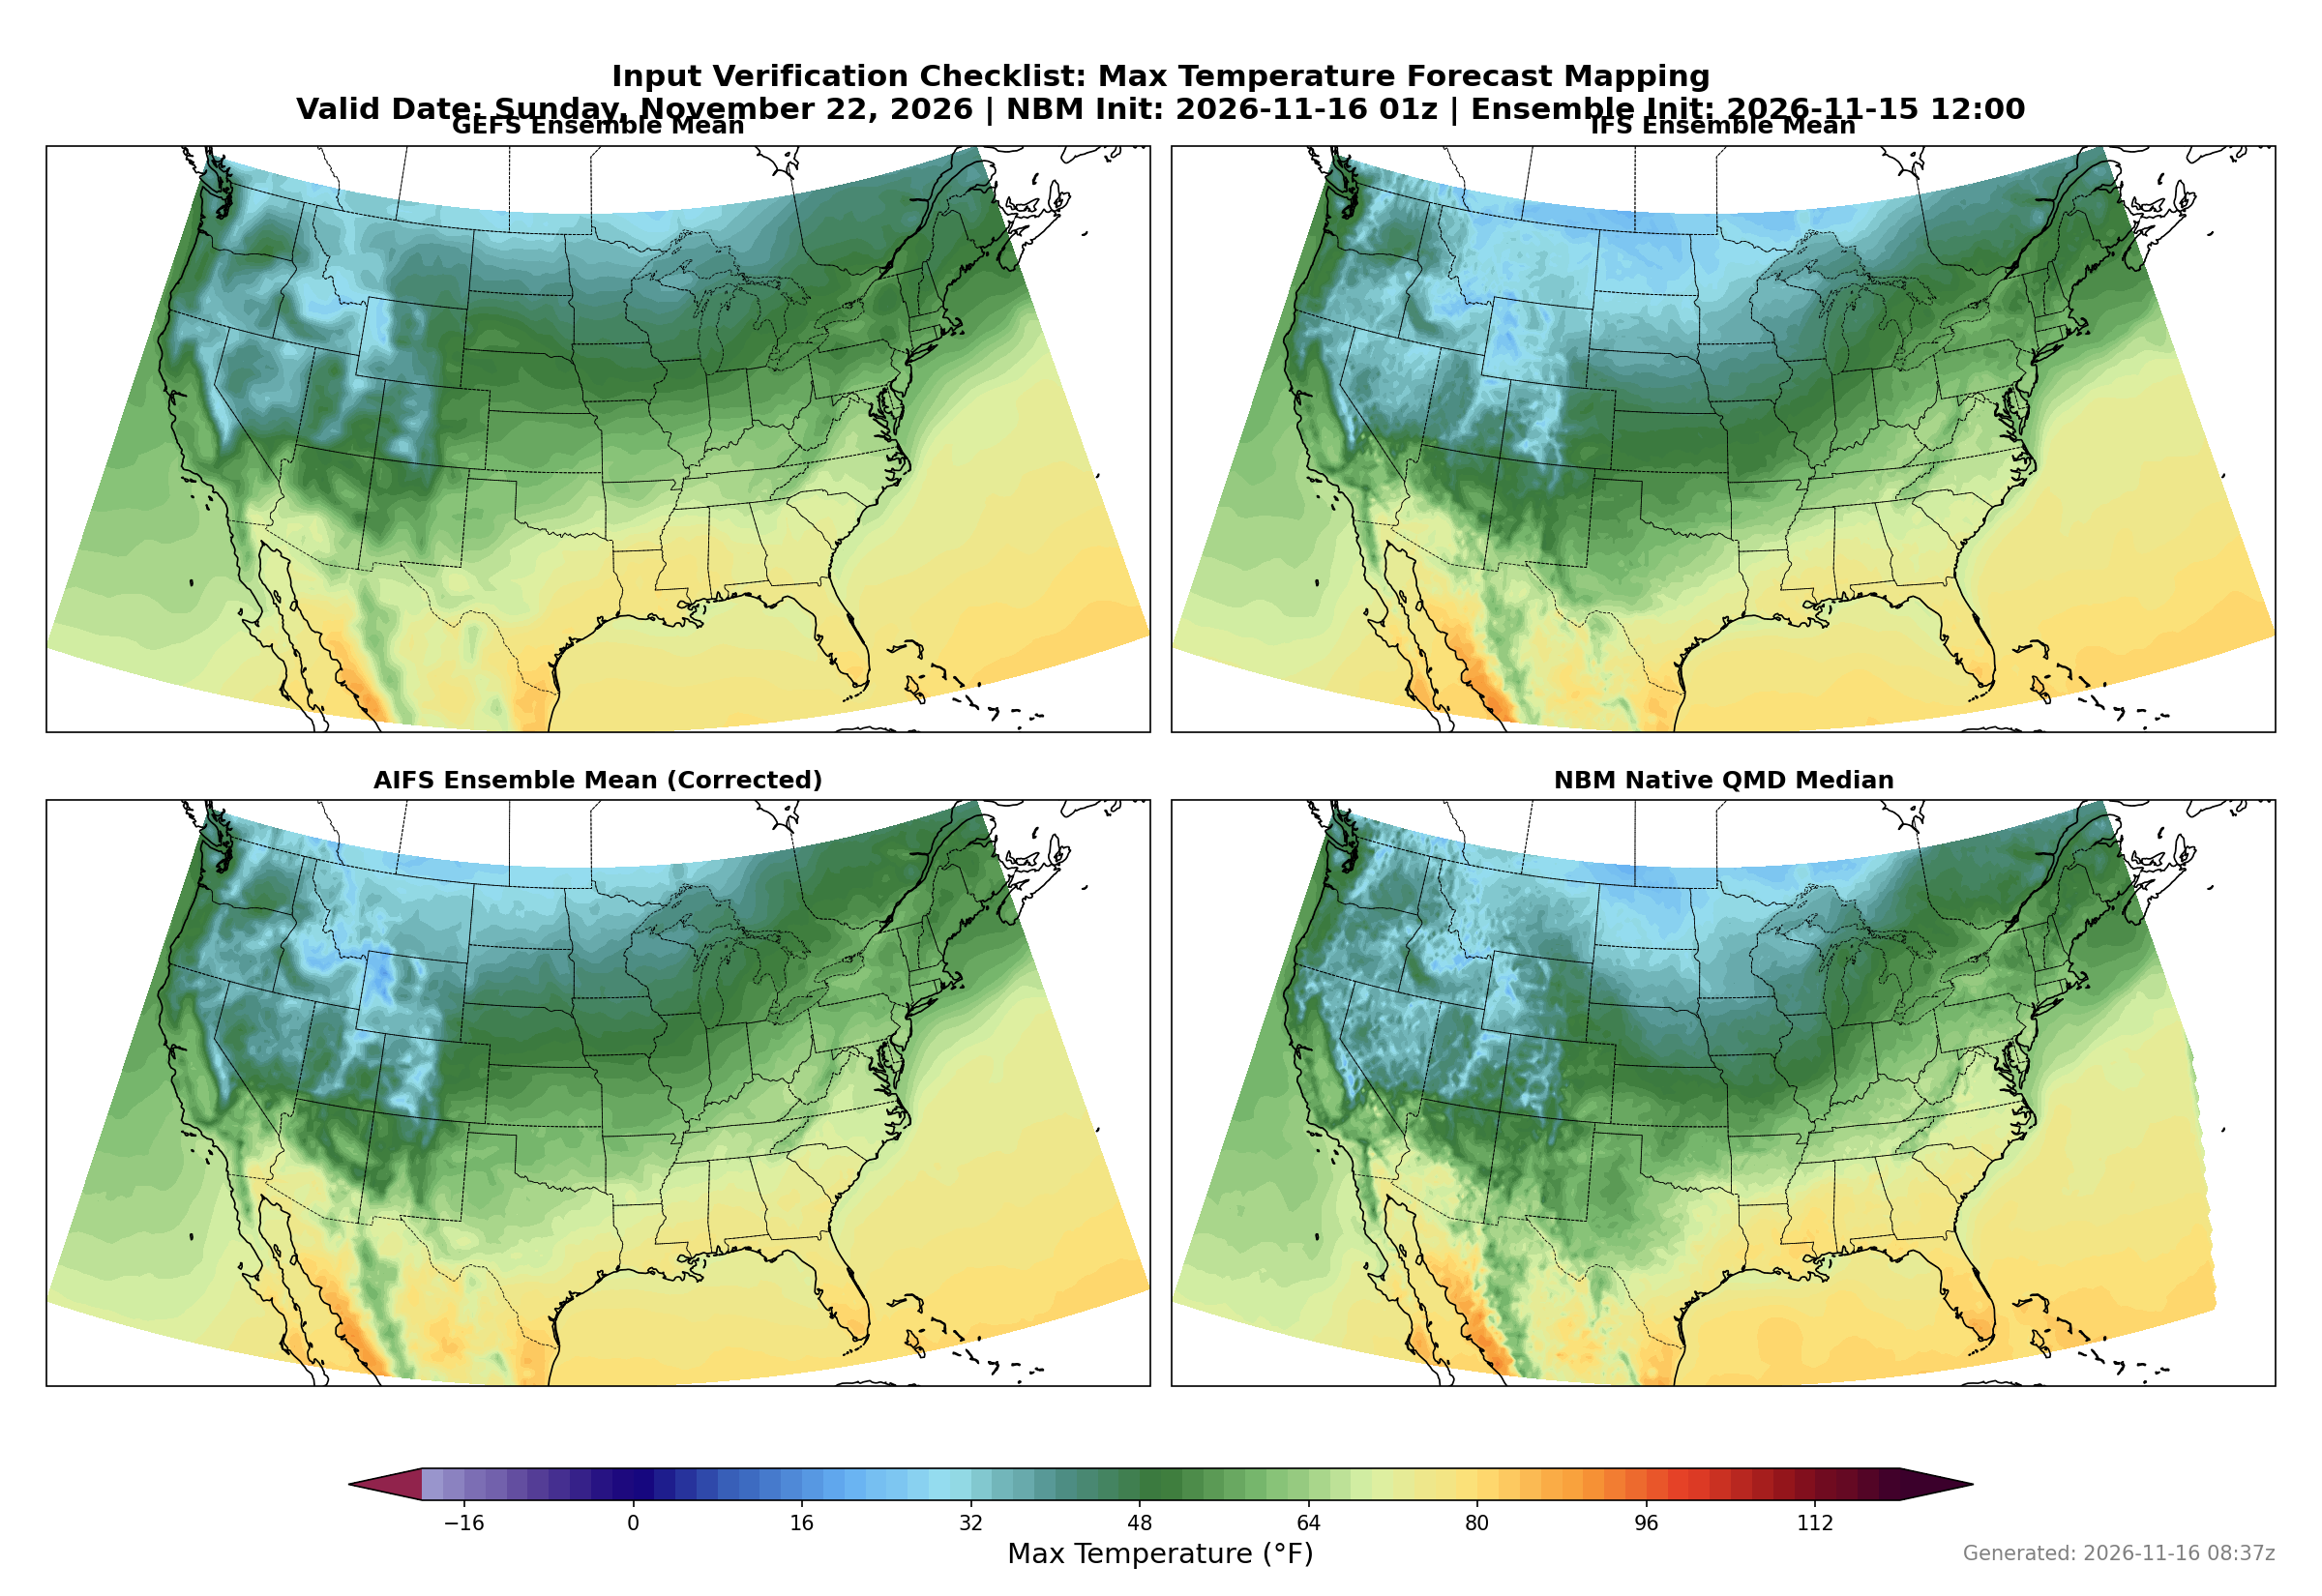 Input Verification Checklist: Max Temperature Forecast Mapping
Valid Date: Sunday, November 22, 2026 | NBM Init: 2026-11-16 01z | Ensemble Init: 2026-11-15 12:00
GEFS Ensemble Mean
IFS Ensemble Mean
AIFS Ensemble Mean (Corrected)
NBM Native QMD Median
−16 0 16 32 48 64 80 96 112
Max Temperature (°F)
Generated: 2026-11-16 08:37z